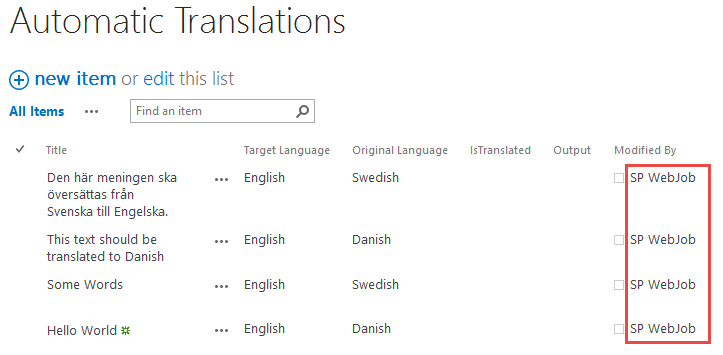 Automatic Translations
new item or edit this list
All Items ••• Find an item
Title Target Language Original Language IsTranslated Output Modified By
Den här meningen ska ••• English Swedish SP WebJob
översättas från
Svenska till Engelska.
This text should be ••• English Danish SP WebJob
translated to Danish
Some Words ••• English Swedish SP WebJob
Hello World ••• English Danish SP WebJob